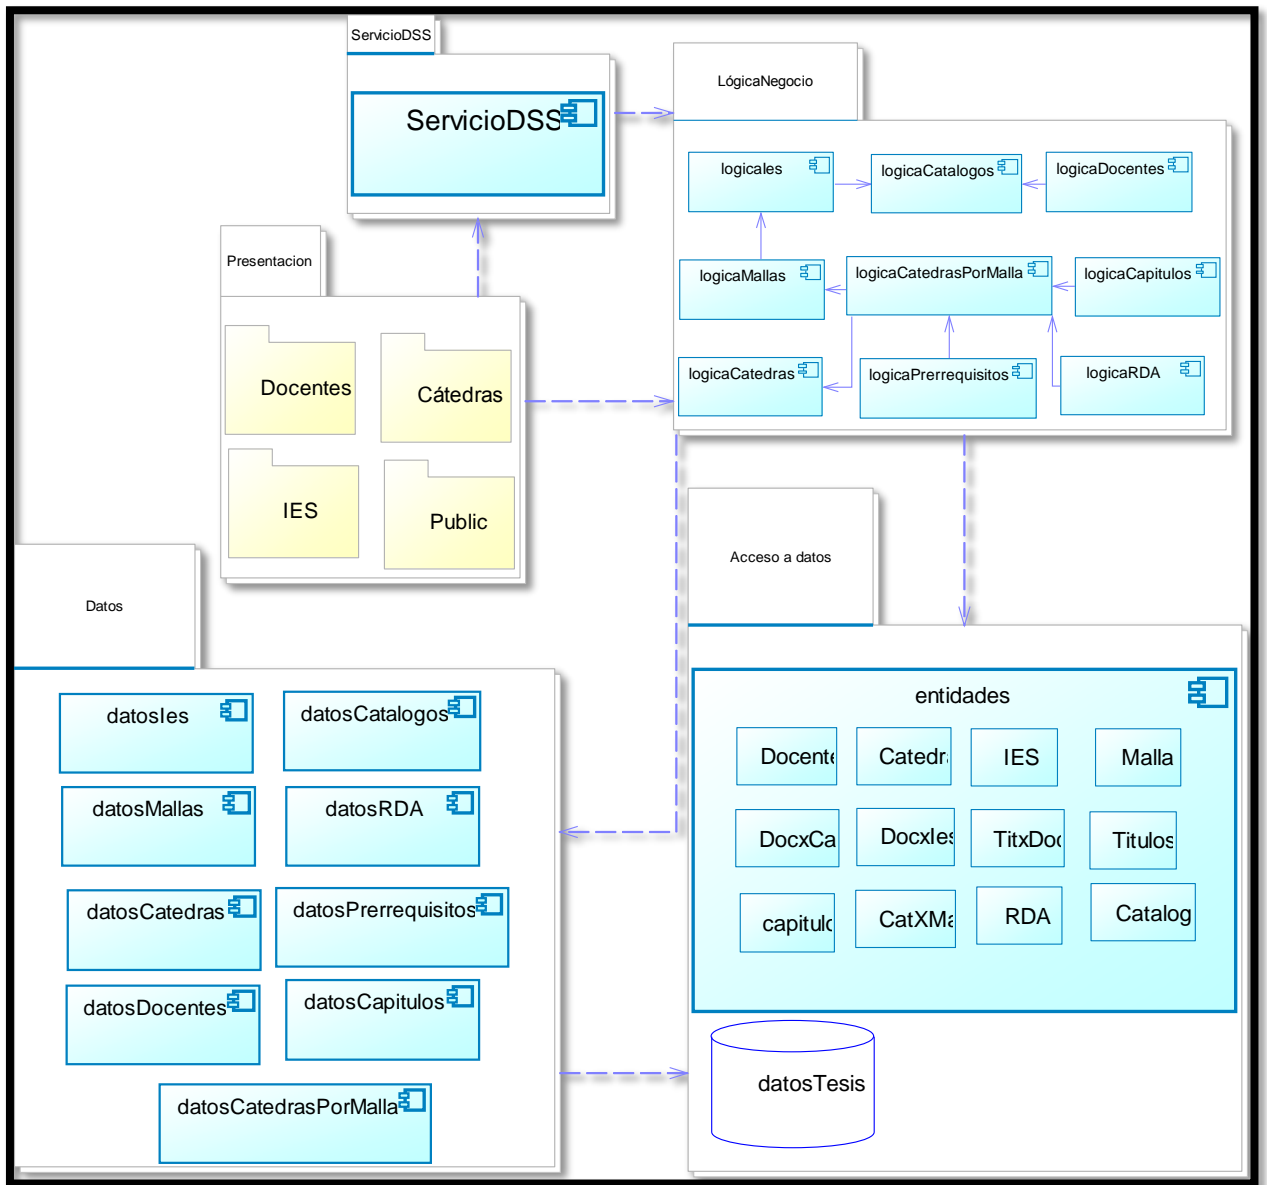 ServicioDSS
ServicioDSS
LógicaNegocio
logicaIes
logicaCatalogos
logicaDocentes
logicaMallas
logicaCatedrasPorMalla
logicaCapitulos
logicaCatedras
logicaPrerrequisitos
logicaRDA
Presentacion
Docentes
Cátedras
IES
Public
Acceso a datos
entidades
Docente
Catedra
IES
Malla
DocxCa
DocxIes
TitxDoc
Titulos
capitulo
CatXMa
RDA
Catalog
datosTesis
Datos
datosIes
datosCatalogos
datosMallas
datosRDA
datosCatedras
datosPrerrequisitos
datosDocentes
datosCapitulos
datosCatedrasPorMalla